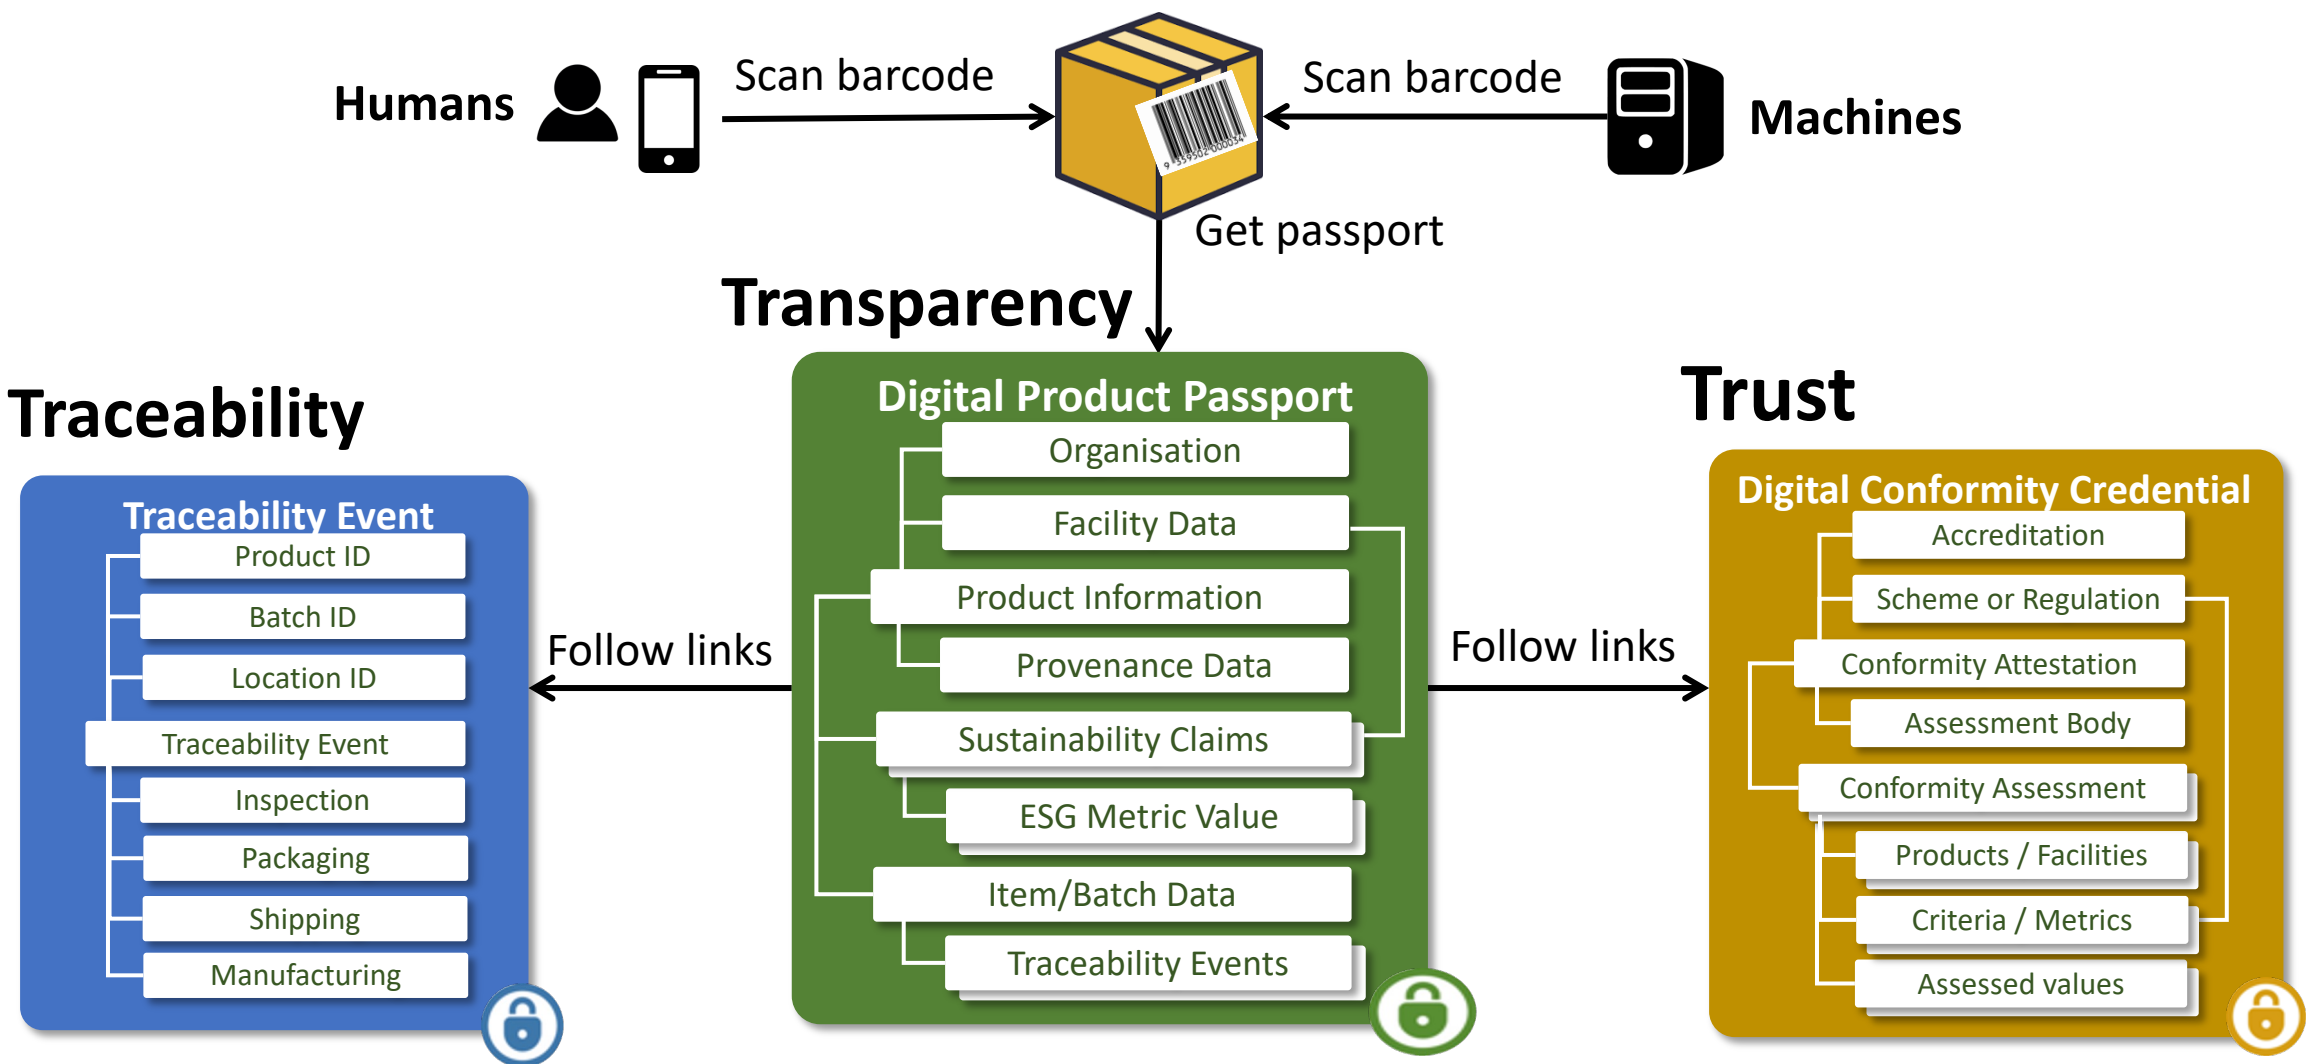 Humans
Scan barcode
Scan barcode
Machines
9 359502 000034
Get passport
Transparency
Traceability
Trust
Digital Product Passport
Organisation
Facility Data
Product Information
Provenance Data
Sustainability Claims
ESG Metric Value
Item/Batch Data
Traceability Events
Follow links
Follow links
Traceability Event
Product ID
Batch ID
Location ID
Traceability Event
Inspection
Packaging
Shipping
Manufacturing
Digital Conformity Credential
Accreditation
Scheme or Regulation
Conformity Attestation
Assessment Body
Conformity Assessment
Products / Facilities
Criteria / Metrics
Assessed values